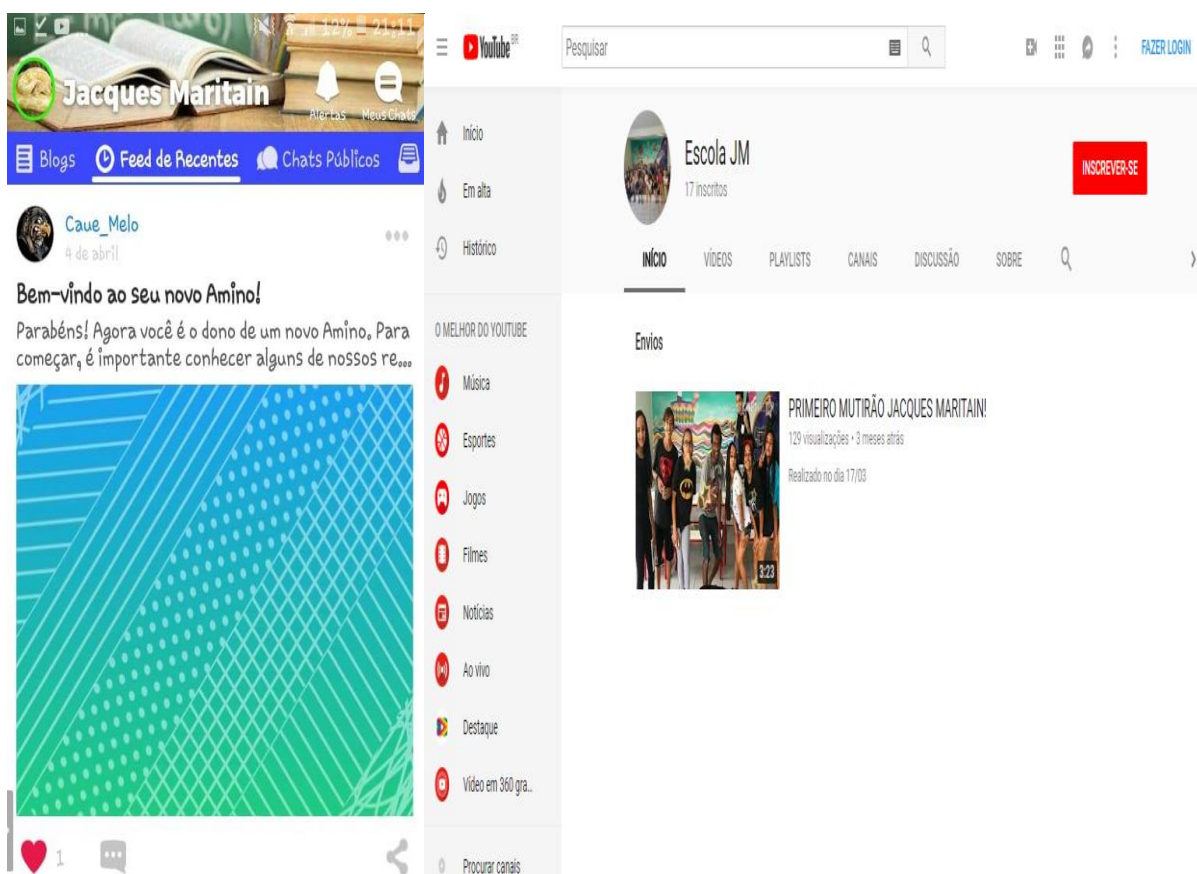 12% 21:11
Jacques Maritain
Alertas
Meus Chats
Blogs
Feed de Recentes
Chats Públicos
Caue_Melo
4 de abril
Bem-vindo ao seu novo Amino!
Parabéns! Agora você é o dono de um novo Amino. Para
começar, é importante conhecer alguns de nossos re...
1
YouTube BR
Pesquisar
FAZER LOGIN
Início
Em alta
Histórico
O MELHOR DO YOUTUBE
Música
Esportes
Jogos
Filmes
Notícias
Ao vivo
Destaque
Vídeo em 360 gra...
Procurar canais
Escola JM
17 inscritos
INSCREVER-SE
INÍCIO
VÍDEOS
PLAYLISTS
CANAIS
DISCUSSÃO
SOBRE
Envios
3:23
PRIMEIRO MUTIRÃO JACQUES MARITAIN!
129 visualizações • 3 meses atrás
Realizado no dia 17/03